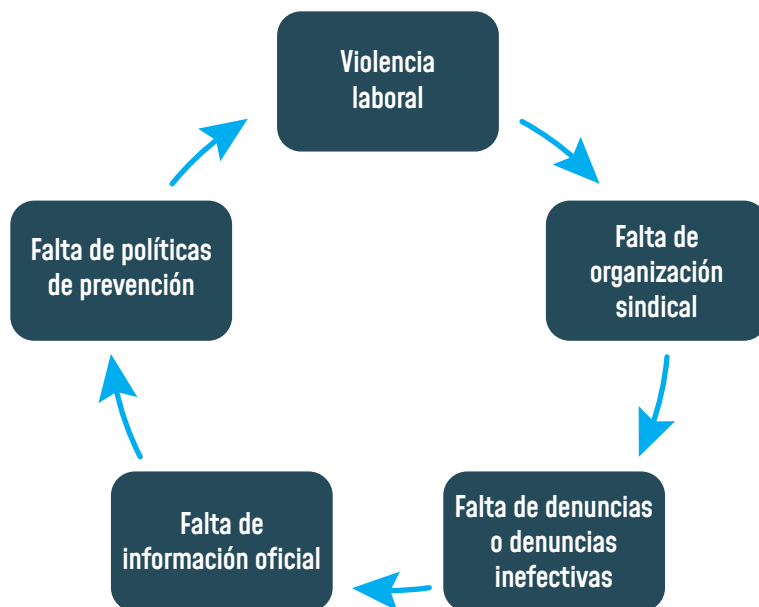 Violencia
laboral
Falta de
organización
sindical
Falta de denuncias
o denuncias
inefectivas
Falta de
información oficial
Falta de políticas
de prevención